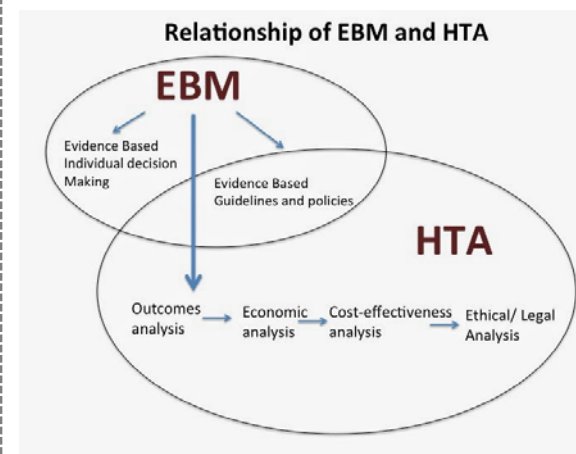 Relationship of EBM and HTA
EBM
Evidence Based
Individual decision
Making
Evidence Based
Guidelines and policies
HTA
Outcomes
analysis
Economic
analysis
Cost-effectiveness
analysis
Ethical/ Legal
Analysis